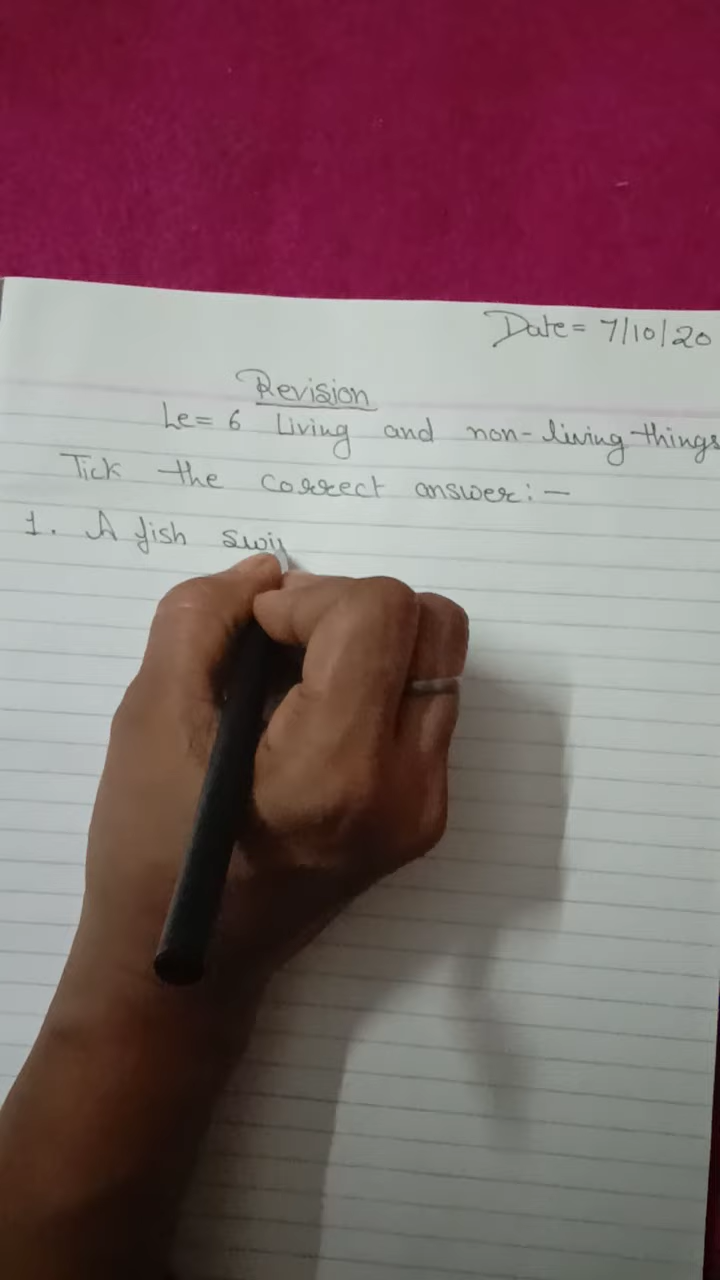 Date= 7/10/20
Revision
Le= 6 Living and non-living things
Tick the correct answer:-
1. A fish